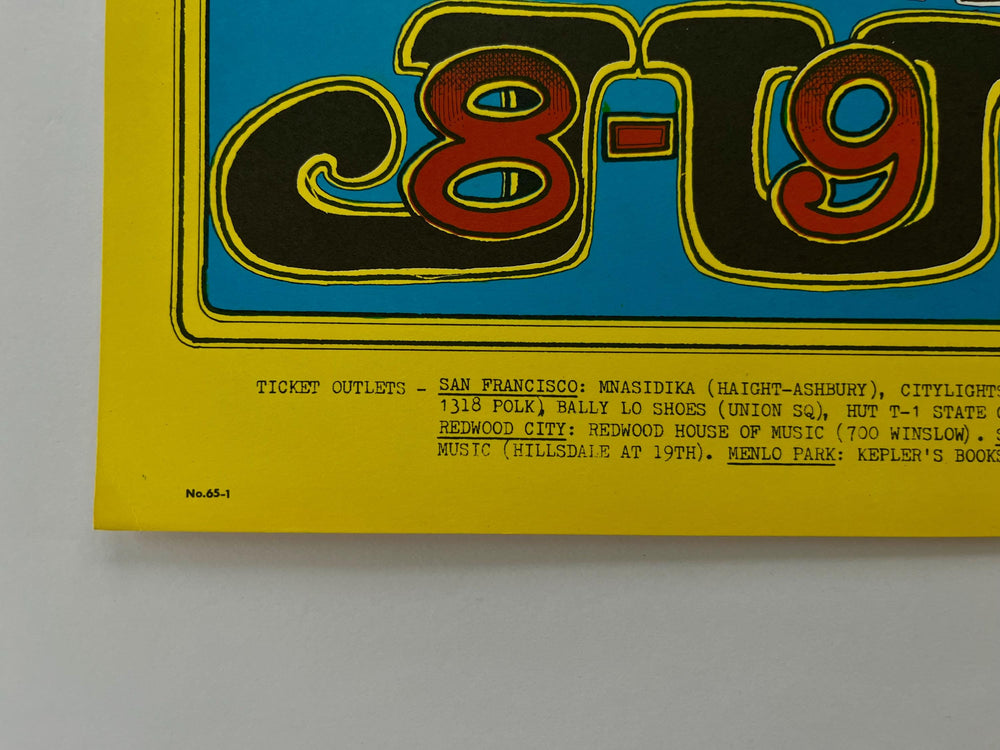 JU
8-9
TICKET OUTLETS - SAN FRANCISCO: MNASIDIKA (HAIGHT-ASHBURY), CITYLIGHTS
1318 POLK), BALLY LO SHOES (UNION SQ), HUT T-1 STATE
REDWOOD CITY: REDWOOD HOUSE OF MUSIC (700 WINSLOW).
MUSIC (HILLSDALE AT 19TH). MENLO PARK: KEPLER'S BOOKS
No.65-1